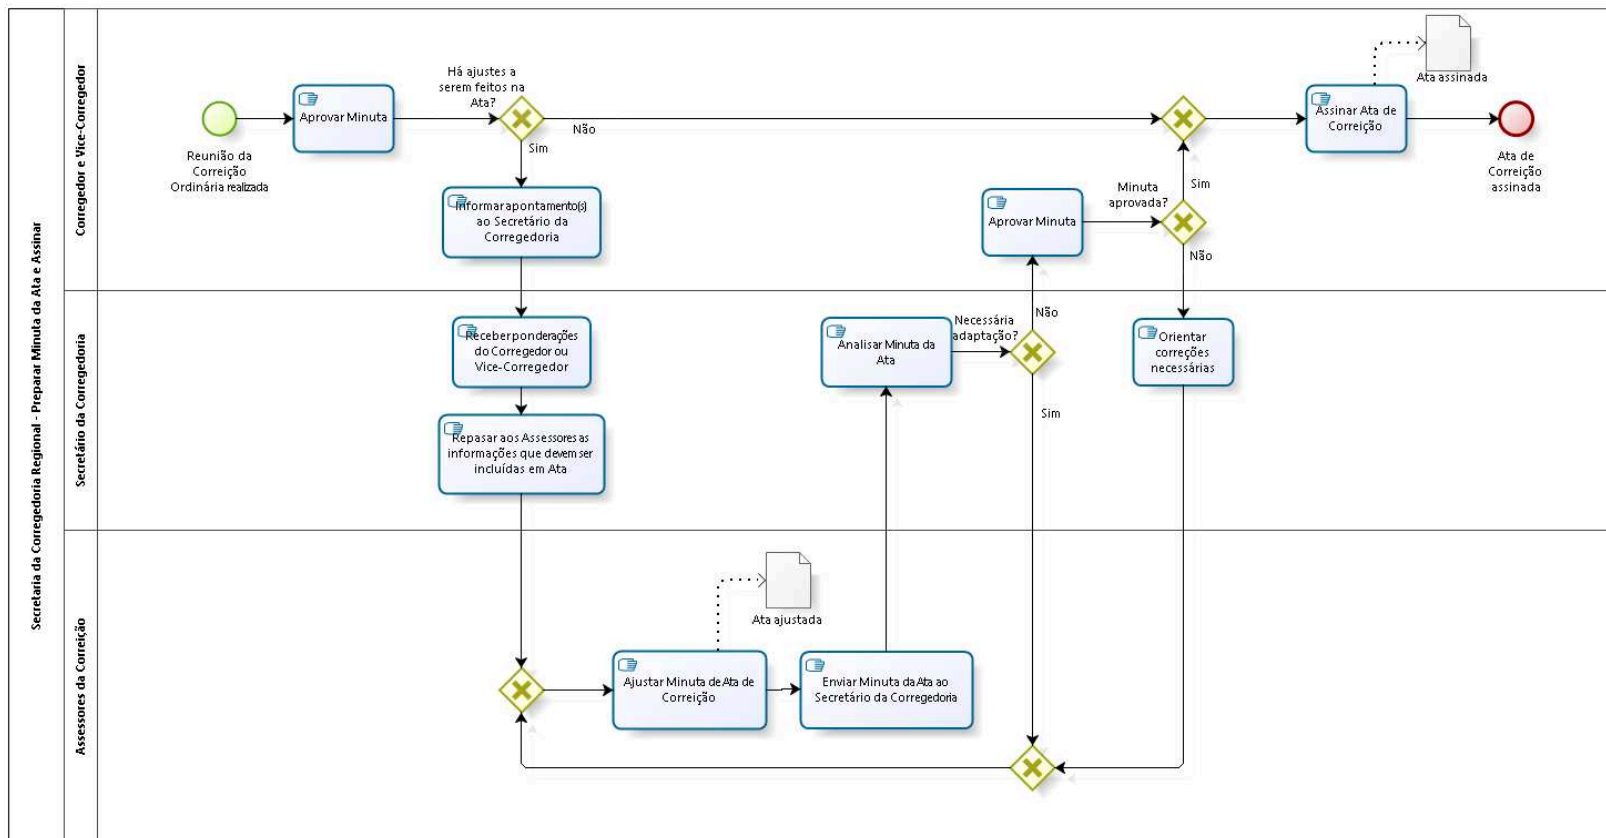 Secretaria da Corregedoria Regional - Preparar Minuta da Ata e Assinar
Corregedor e Vice-Corregedor
Reunião da
Correição
Ordinária realizada
Aprovar Minuta
Há ajustes a
serem feitos na
Ata?
Não
Sim
Informar apontamento(s)
ao Secretário da
Corregedoria
Aprovar Minuta
Minuta
aprovada?
Sim
Não
Assinar Ata de
Correição
Ata assinada
Ata de
Correição
assinada
Secretário da Corregedoria
Receber ponderações
do Corregedor ou
Vice-Corregedor
Repasar aos Assessores as
informações que devem ser
incluídas em Ata
Analisar Minuta da
Ata
Necessária
adaptação?
Não
Sim
Orientar
correções
necessárias
Assessores da Correição
Ajustar Minuta de Ata de
Correição
Ata ajustada
Enviar Minuta da Ata ao
Secretário da Corregedoria